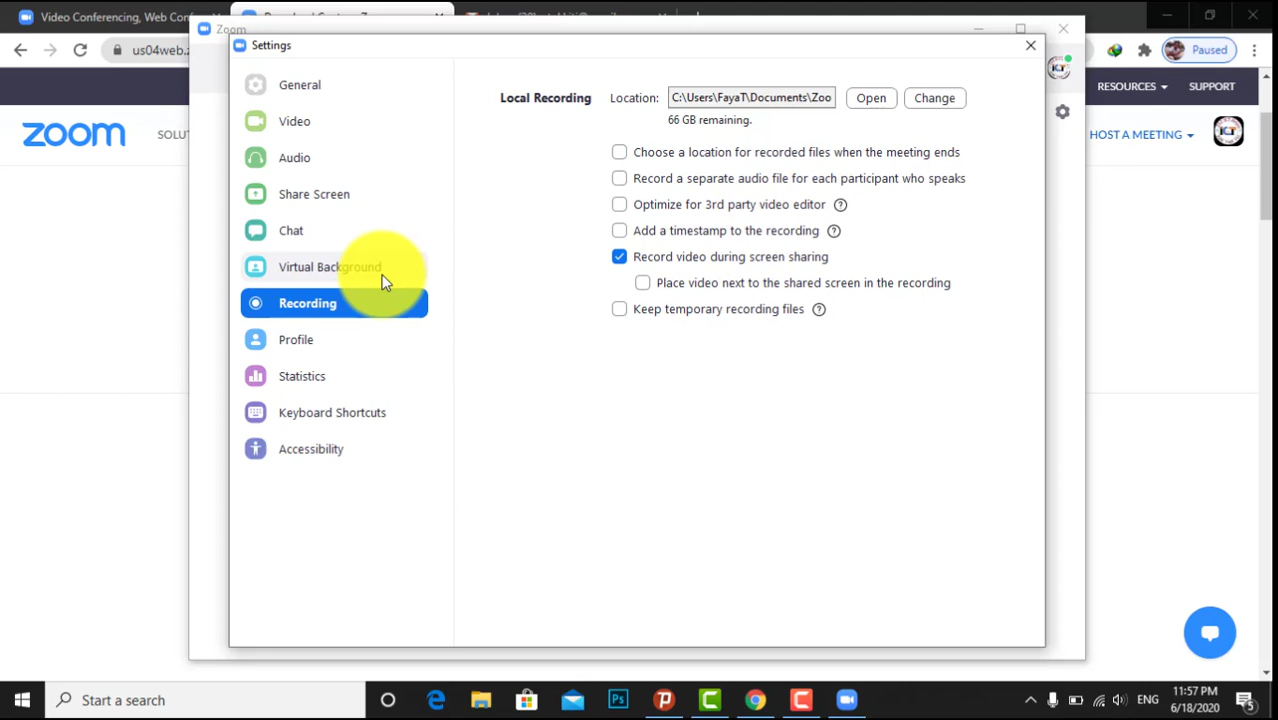 Video Conferencing, Web Confe
Zoom
us04web.z
Paused
Settings
RESOURCES
SUPPORT
zoom
SOLUT
HOST A MEETING
General
Video
Audio
Share Screen
Chat
Virtual Background
Recording
Profile
Statistics
Keyboard Shortcuts
Accessibility
Local Recording
Location:
C:\Users\FayaT\Documents\Zoo
Open
Change
66 GB remaining.
Choose a location for recorded files when the meeting ends
Record a separate audio file for each participant who speaks
Optimize for 3rd party video editor
Add a timestamp to the recording
Record video during screen sharing
Place video next to the shared screen in the recording
Keep temporary recording files
Start a search
ENG
11:57 PM
6/18/2020
5